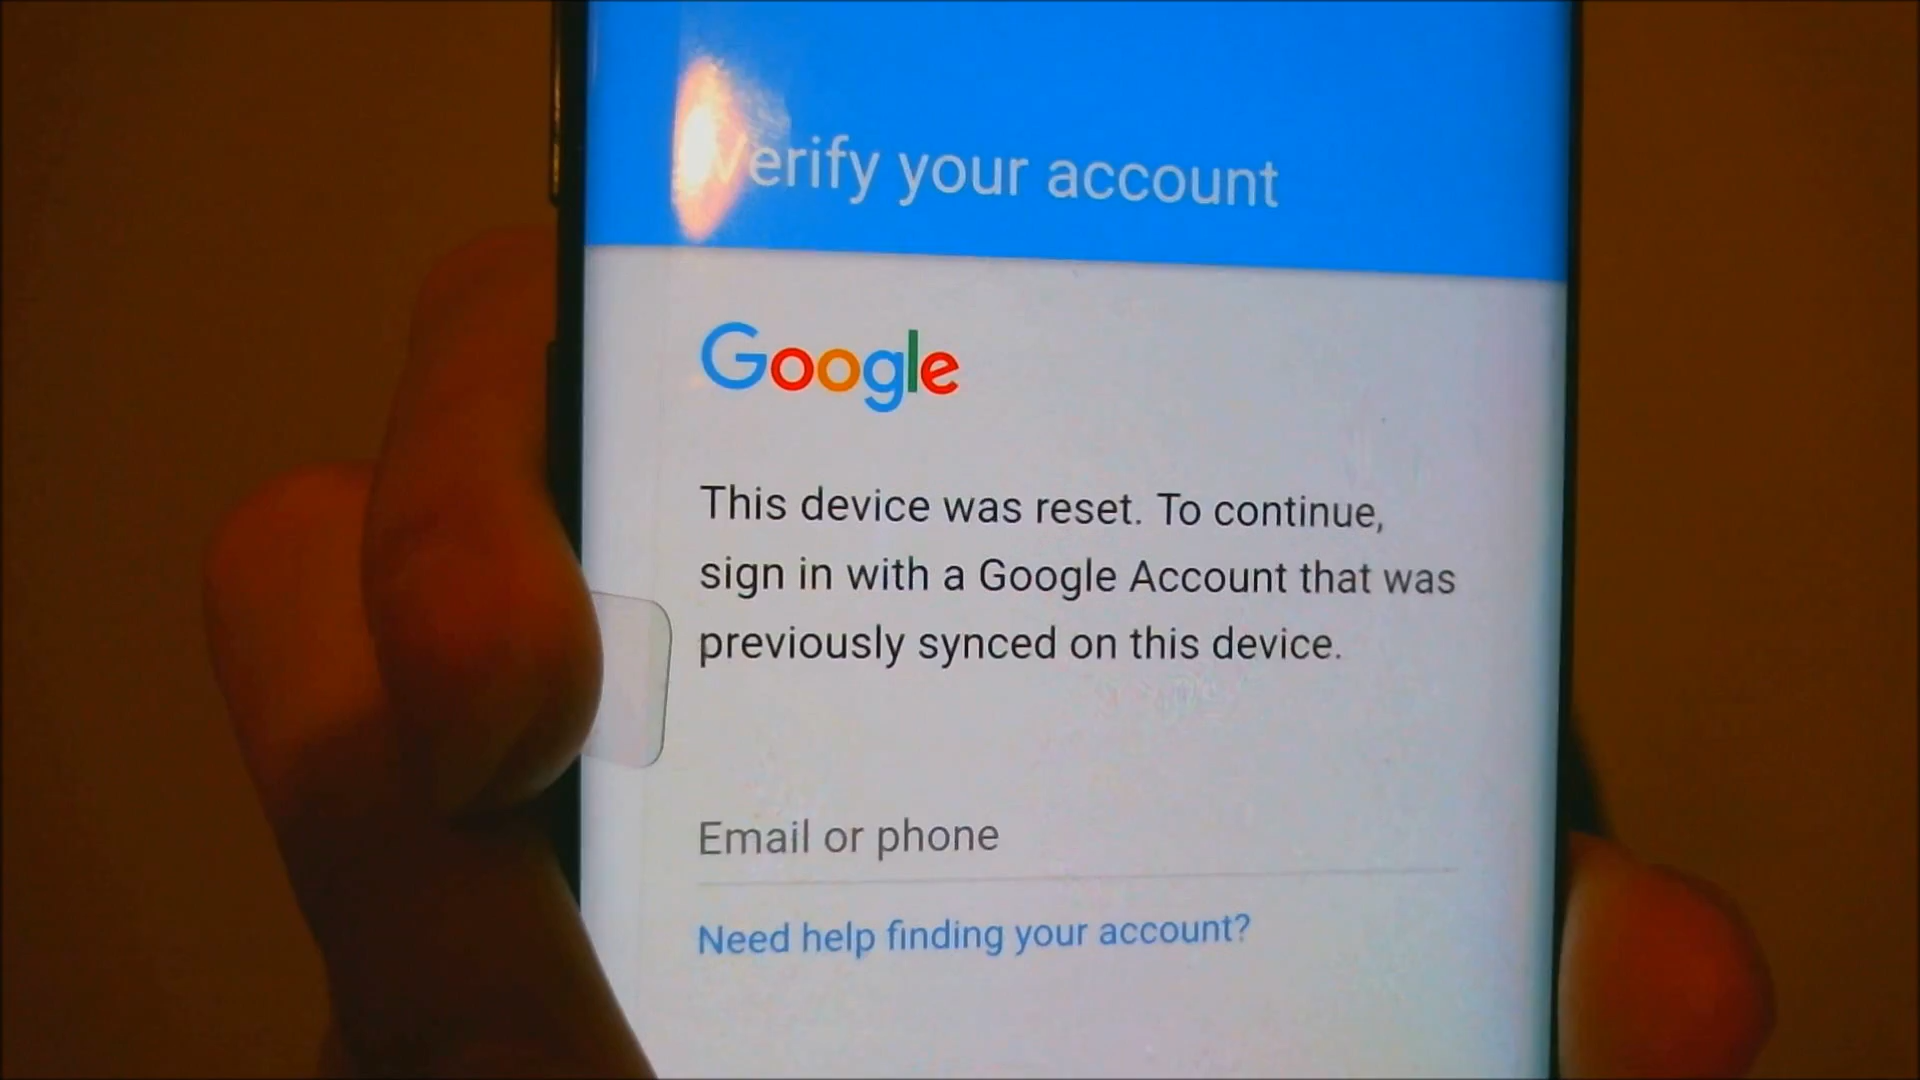 Verify your account
Google
This device was reset. To continue,
sign in with a Google Account that was
previously synced on this device.
Email or phone
Need help finding your account?